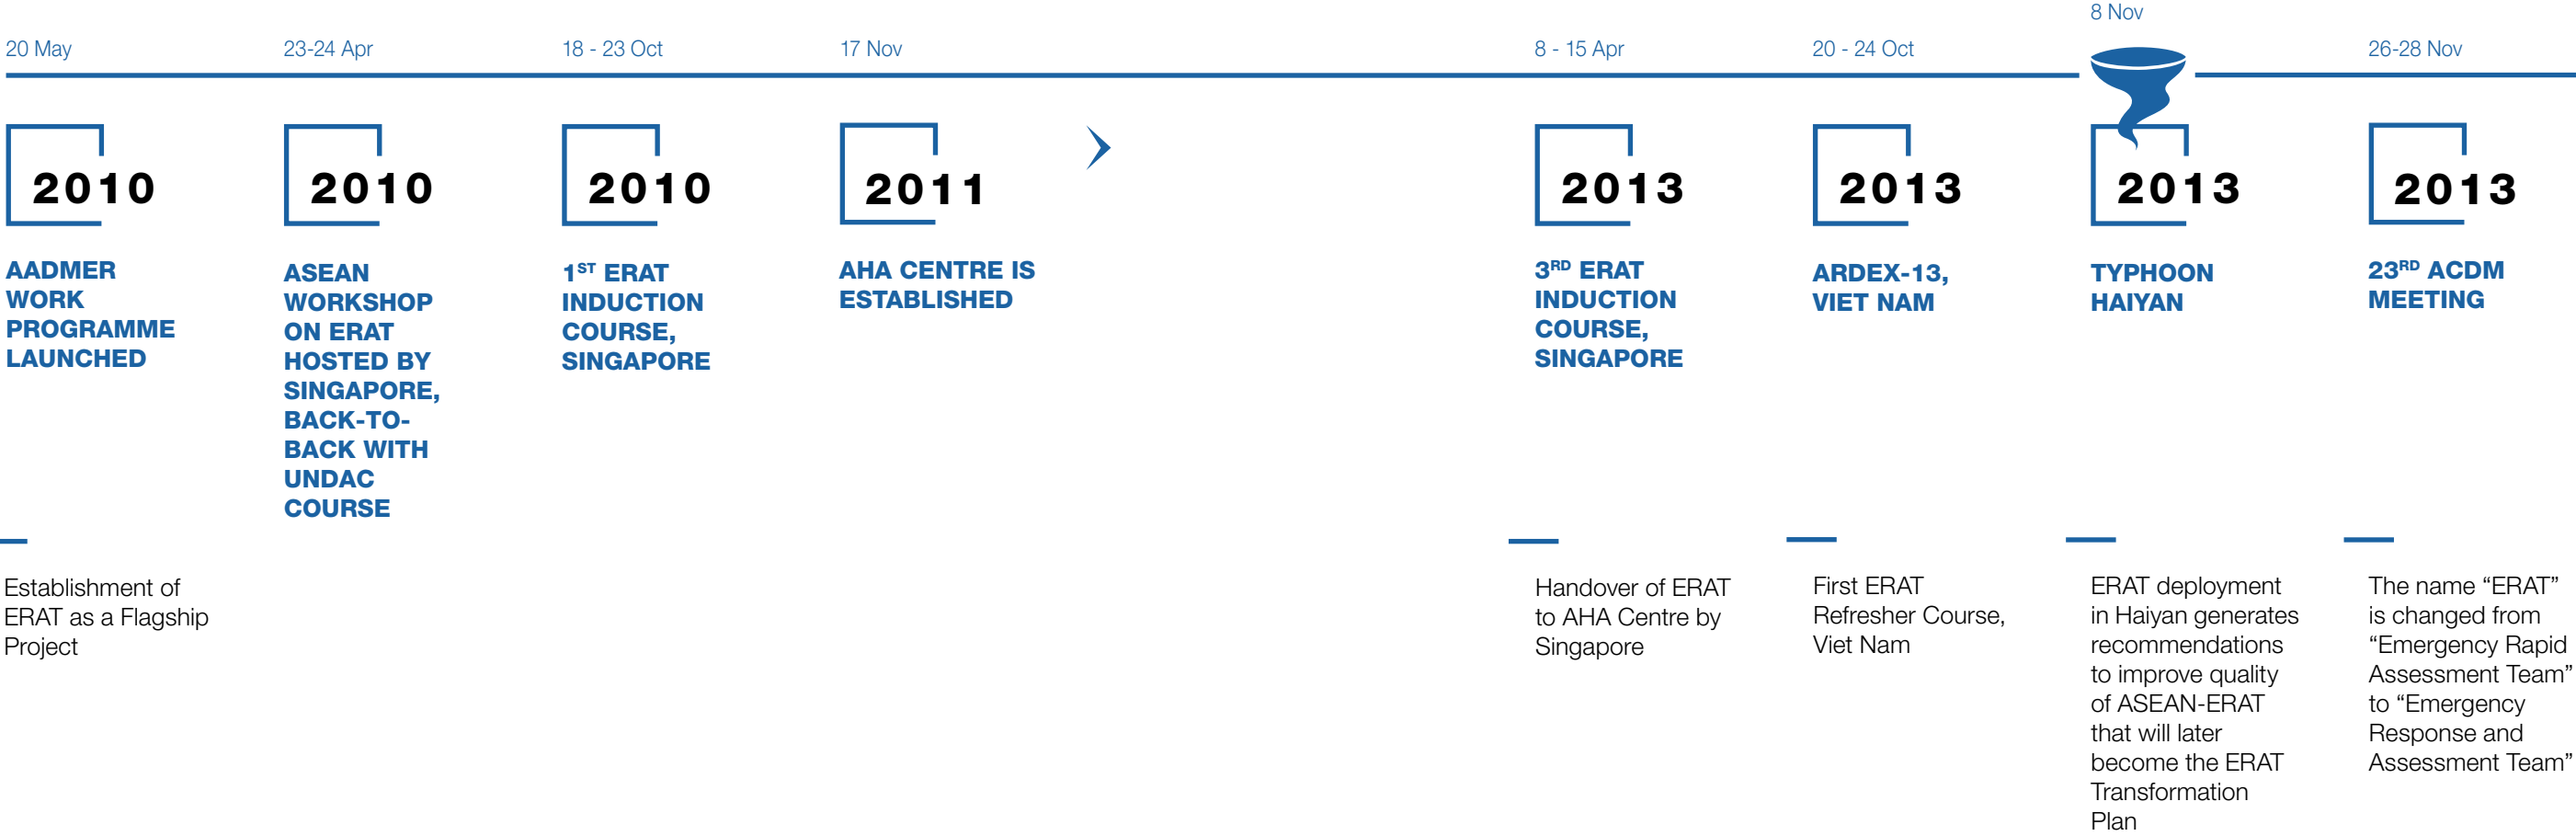 20 May
2010
AADMER
WORK
PROGRAMME
LAUNCHED
Establishment of
ERAT as a Flagship
Project
23-24 Apr
2010
ASEAN
WORKSHOP
ON ERAT
HOSTED BY
SINGAPORE,
BACK-TO-
BACK WITH
UNDAC
COURSE
18 - 23 Oct
2010
1ST ERAT
INDUCTION
COURSE,
SINGAPORE
17 Nov
2011
AHA CENTRE IS
ESTABLISHED
8 - 15 Apr
2013
3RD ERAT
INDUCTION
COURSE,
SINGAPORE
Handover of ERAT
to AHA Centre by
Singapore
20 - 24 Oct
2013
ARDEX-13,
VIET NAM
First ERAT
Refresher Course,
Viet Nam
8 Nov
2013
TYPHOON
HAIYAN
ERAT deployment
in Haiyan generates
recommendations
to improve quality
of ASEAN-ERAT
that will later
become the ERAT
Transformation
Plan
26-28 Nov
2013
23RD ACDM
MEETING
The name “ERAT”
is changed from
“Emergency Rapid
Assessment Team”
to “Emergency
Response and
Assessment Team”